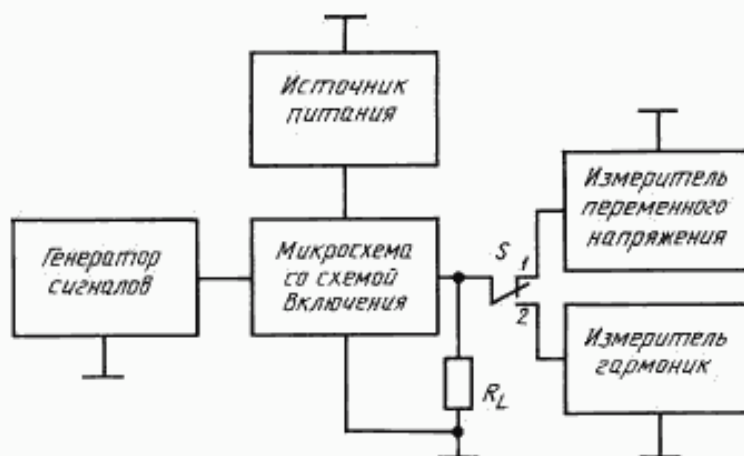 Источник
питания
Генератор
сигналов
Микросхема
со схемой
Включения
S
1
2
R_L
Измеритель
переменного
напряжения
Измеритель
гармоник